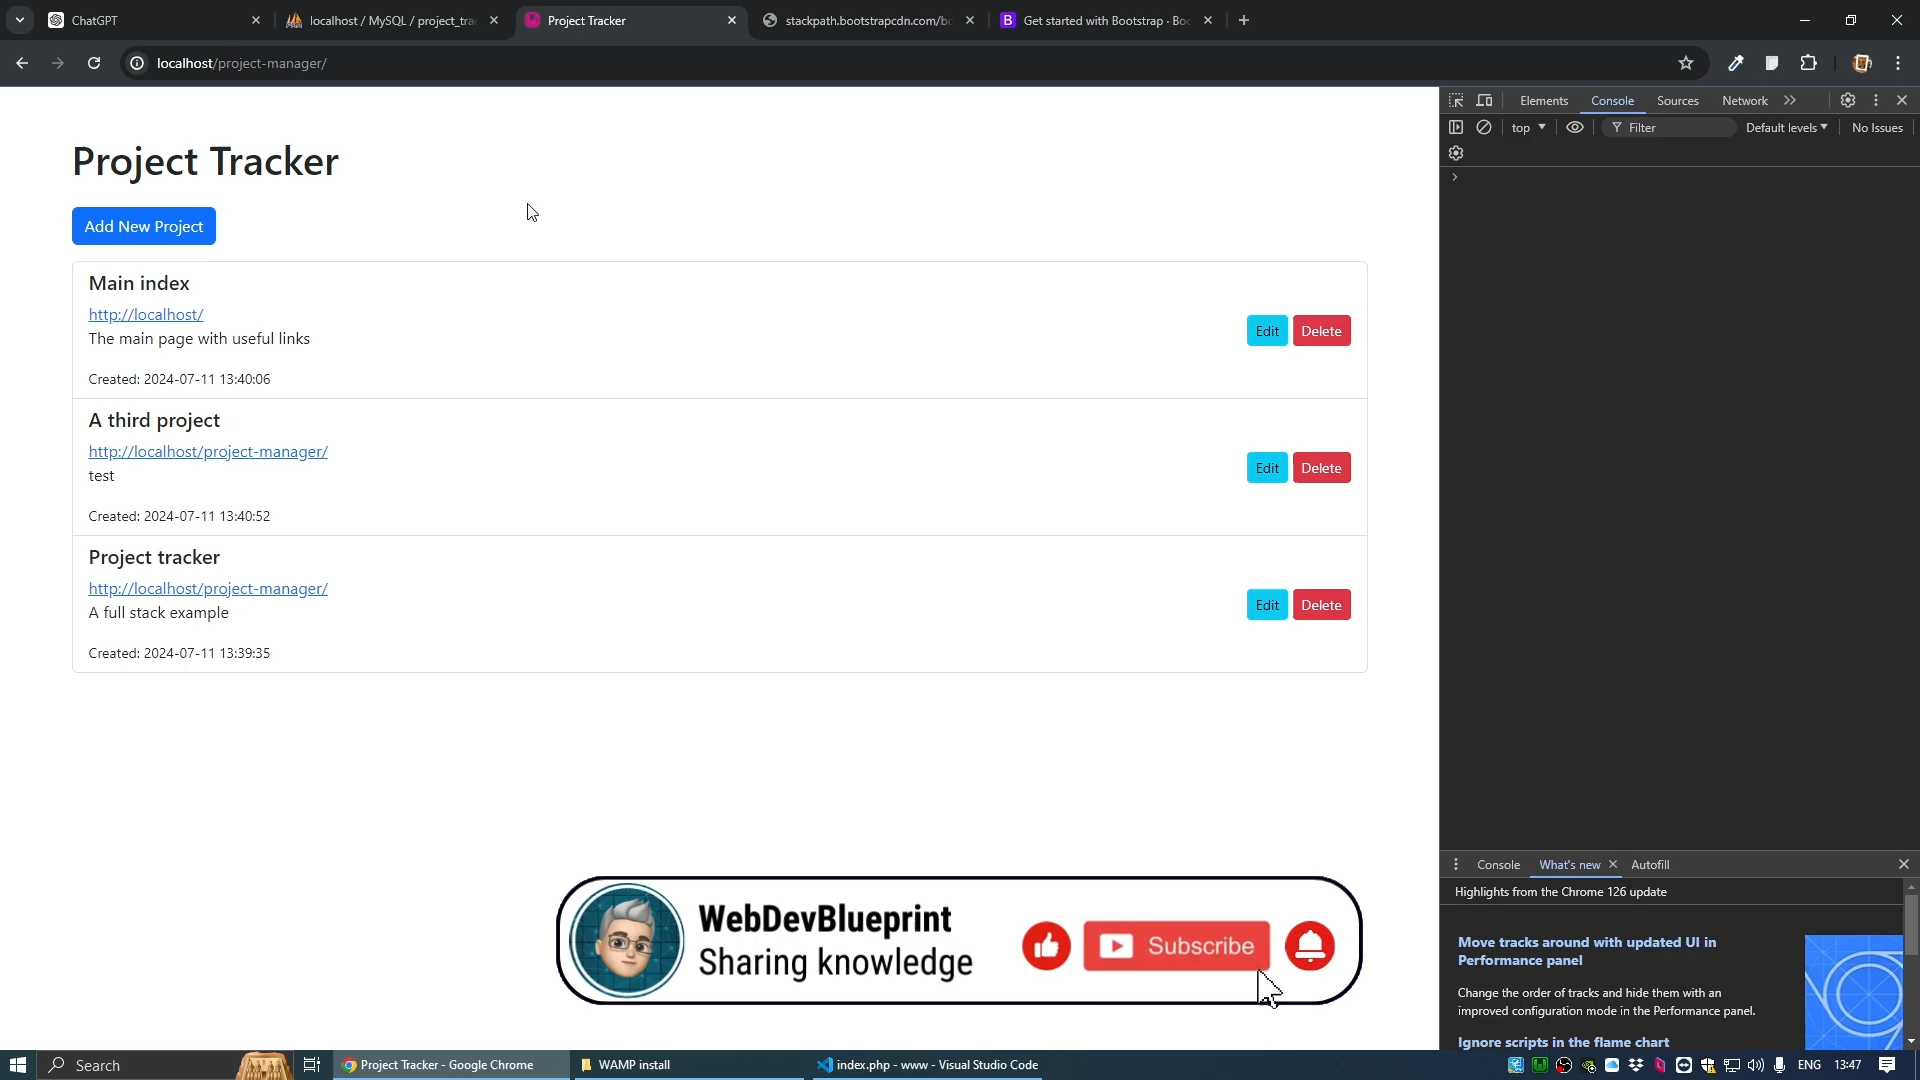 ChatGPT
localhost / MySQL / project_tra
Project Tracker
stackpath.bootstrapcdn.com/bo
Get started with Bootstrap · Bo
localhost/project-manager/
Elements
Console
Sources
Network
top
Filter
Default levels
No Issues
Project Tracker
Add New Project
Main index
http://localhost/
The main page with useful links
Created: 2024-07-11 13:40:06
Edit
Delete
A third project
http://localhost/project-manager/
test
Created: 2024-07-11 13:40:52
Edit
Delete
Project tracker
http://localhost/project-manager/
A full stack example
Created: 2024-07-11 13:39:35
Edit
Delete
WebDevBlueprint
Sharing knowledge
Subscribe
Console
What's new
Autofill
Highlights from the Chrome 126 update
Move tracks around with updated UI in
Performance panel
Change the order of tracks and hide them with an
improved configuration mode in the Performance panel.
Ignore scripts in the flame chart
Search
Project Tracker - Google Chrome
WAMP install
index.php - www - Visual Studio Code
ENG
13:47